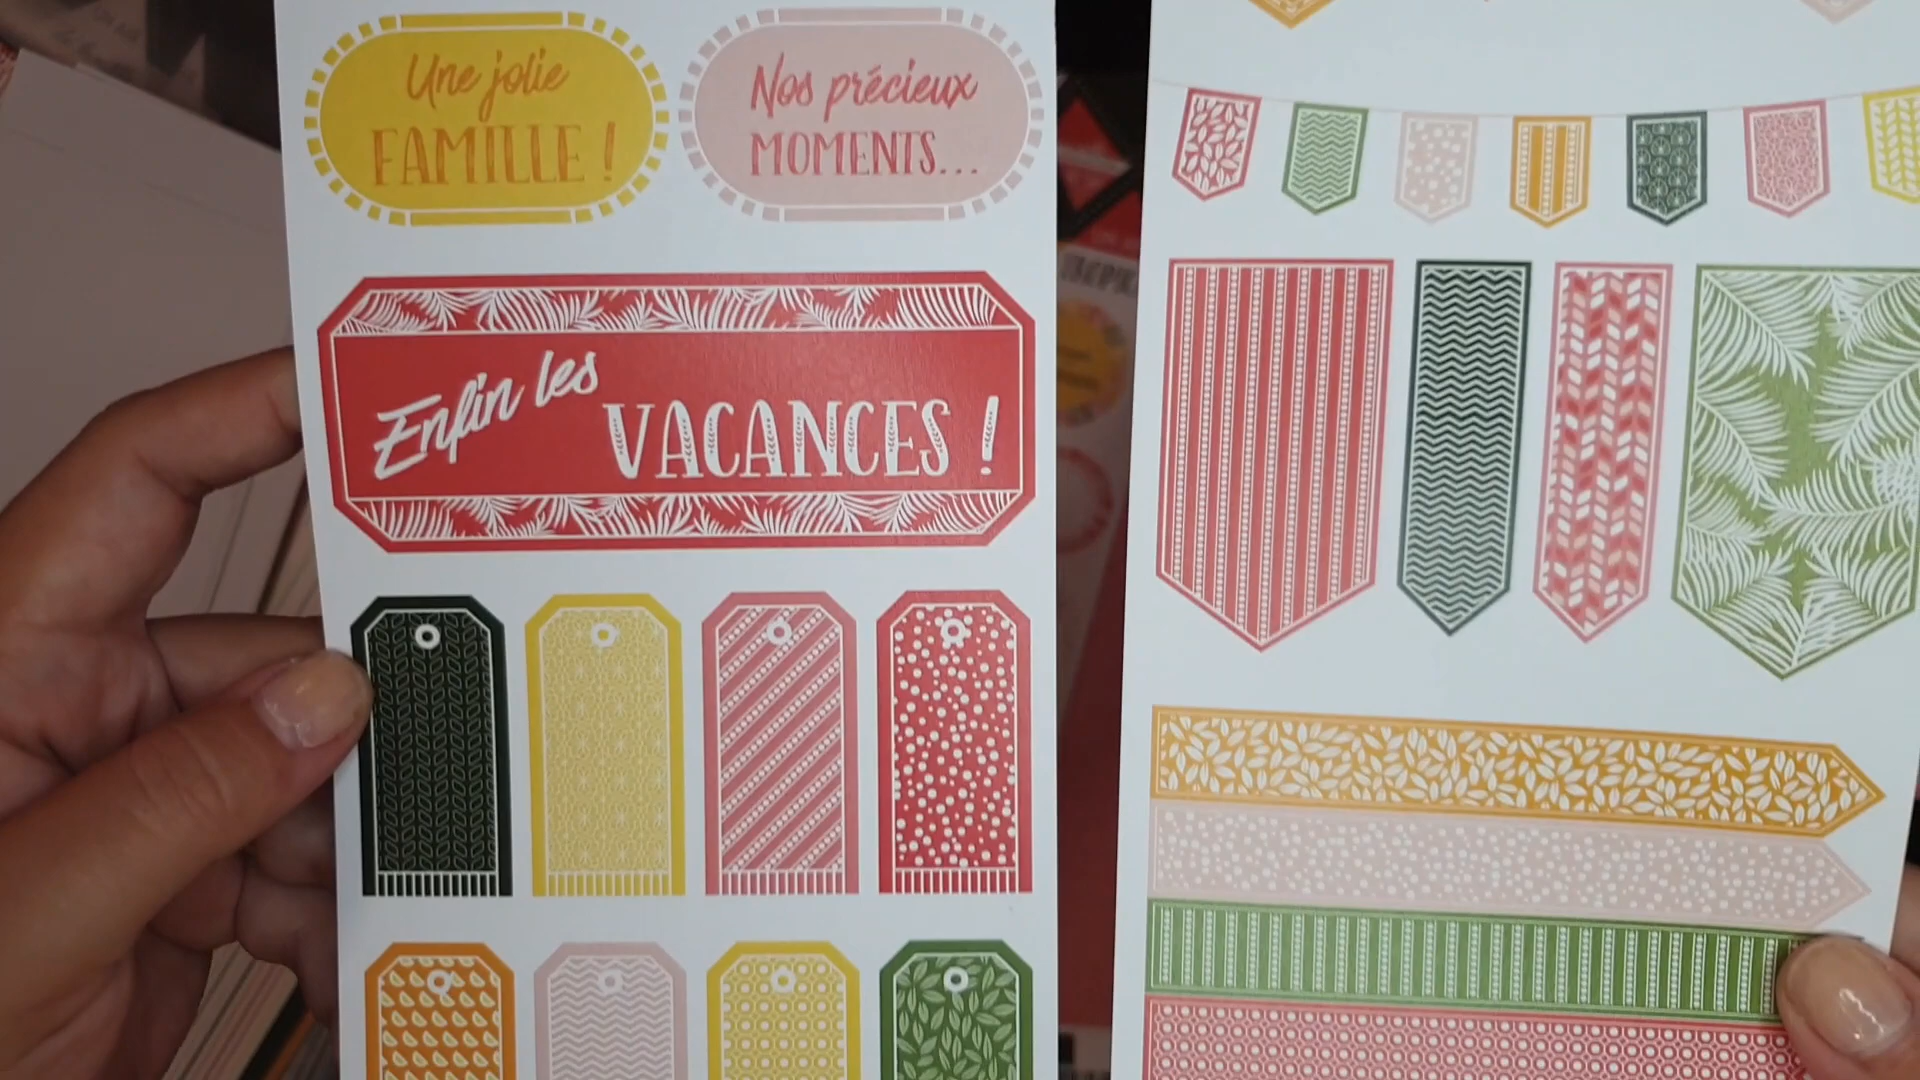 Une jolie
FAMILLE !
Nos précieux
MOMENTS...
Enfin les
VACANCES !